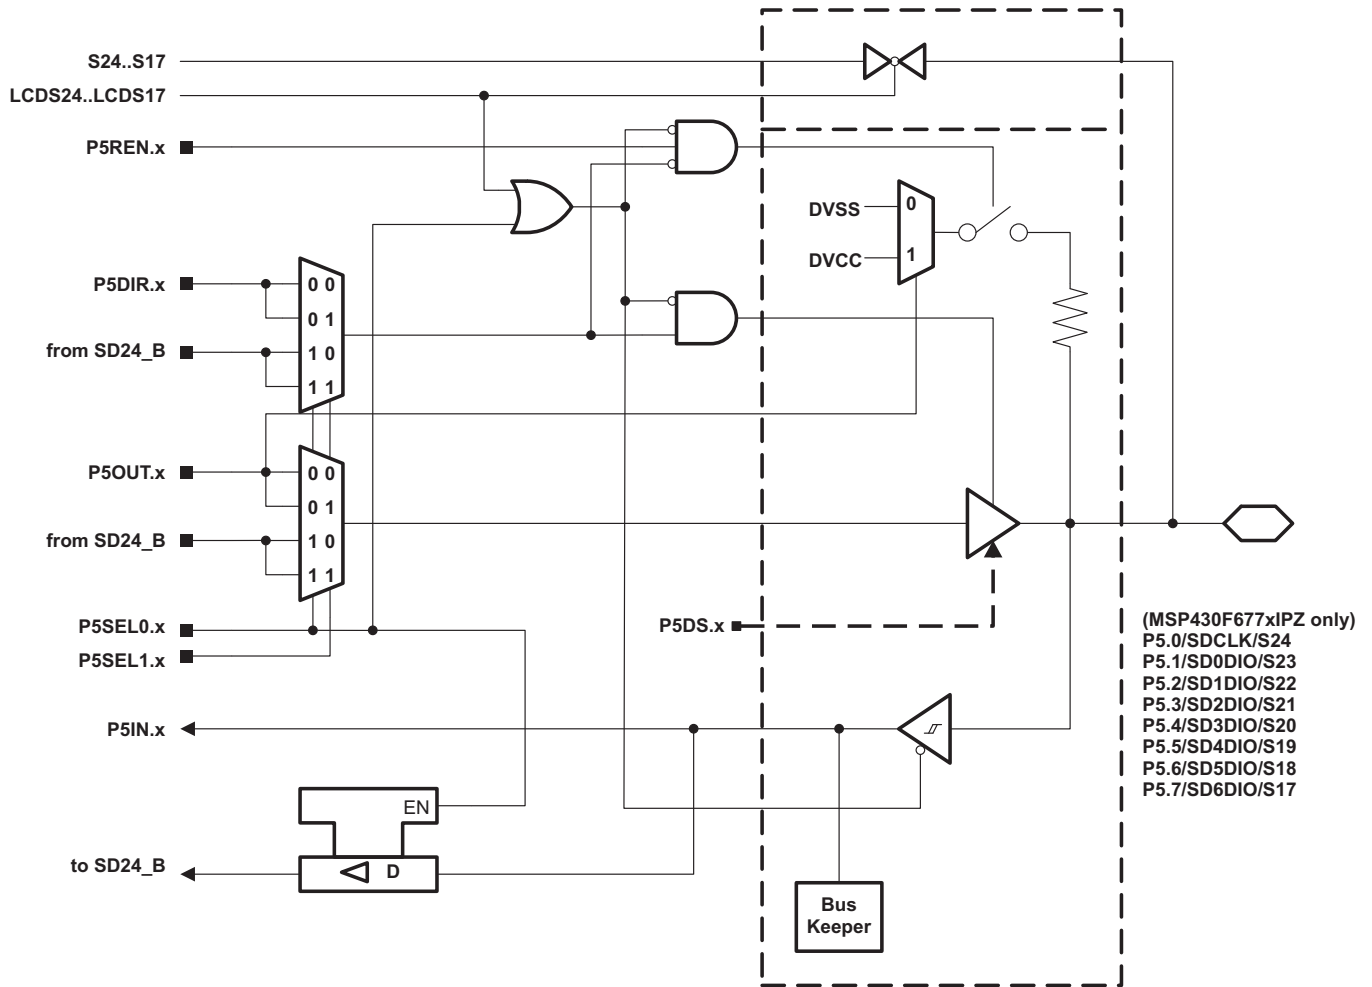 S24..S17
LCDS24..LCDS17
P5REN.x
DVSS
0
DVCC
1
P5DIR.x
0 0
0 1
from SD24_B
1 0
1 1
P5OUT.x
0 0
0 1
from SD24_B
1 0
1 1
P5SEL0.x
P5SEL1.x
P5DS.x
(MSP430F677xIPZ only)
P5.0/SDCLK/S24
P5.1/SD0DIO/S23
P5.2/SD1DIO/S22
P5.3/SD2DIO/S21
P5.4/SD3DIO/S20
P5.5/SD4DIO/S19
P5.6/SD5DIO/S18
P5.7/SD6DIO/S17
P5IN.x
EN
to SD24_B
D
Bus
Keeper